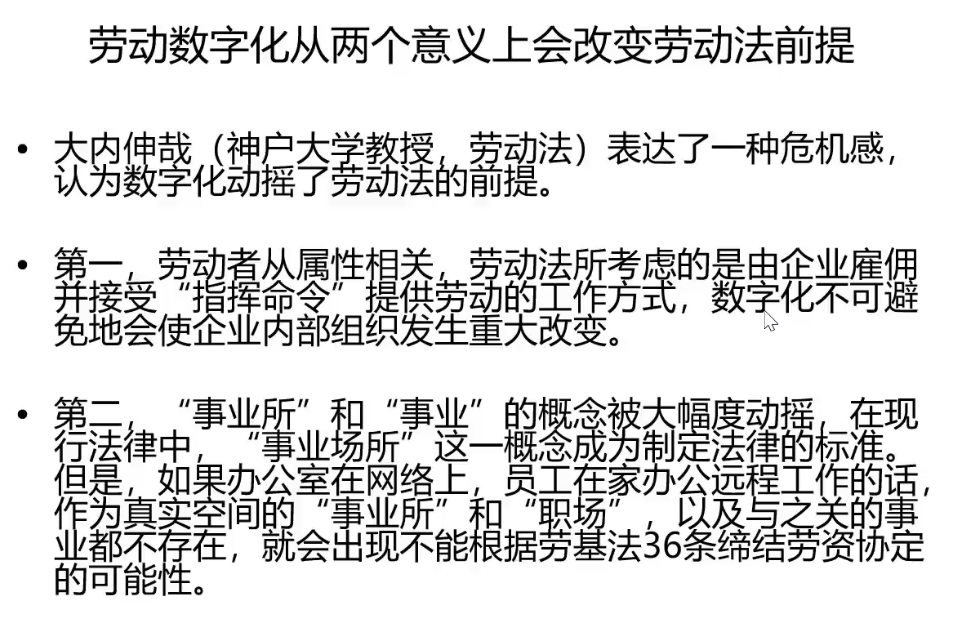 劳动数字化从两个意义上会改变劳动法前提
• 大内伸哉（神户大学教授，劳动法）表达了一种危机感，
认为数字化动摇了劳动法的前提。
• 第一，劳动者从属性相关，劳动法所考虑的是由企业雇佣
并接受“指挥命令”提供劳动的工作方式，数字化不可避
免地会使企业内部组织发生重大改变。
• 第二，“事业所”和“事业”的概念被大幅度动摇，在现
行法律中，“事业场所”这一概念成为制定法律的标准。
但是，如果办公室在网络上，员工在家办公远程工作的话，
作为真实空间的“事业所”和“职场”，以及与之关的事
业都不存在，就会出现不能根据劳基法36条缔结劳资协定
的可能性。